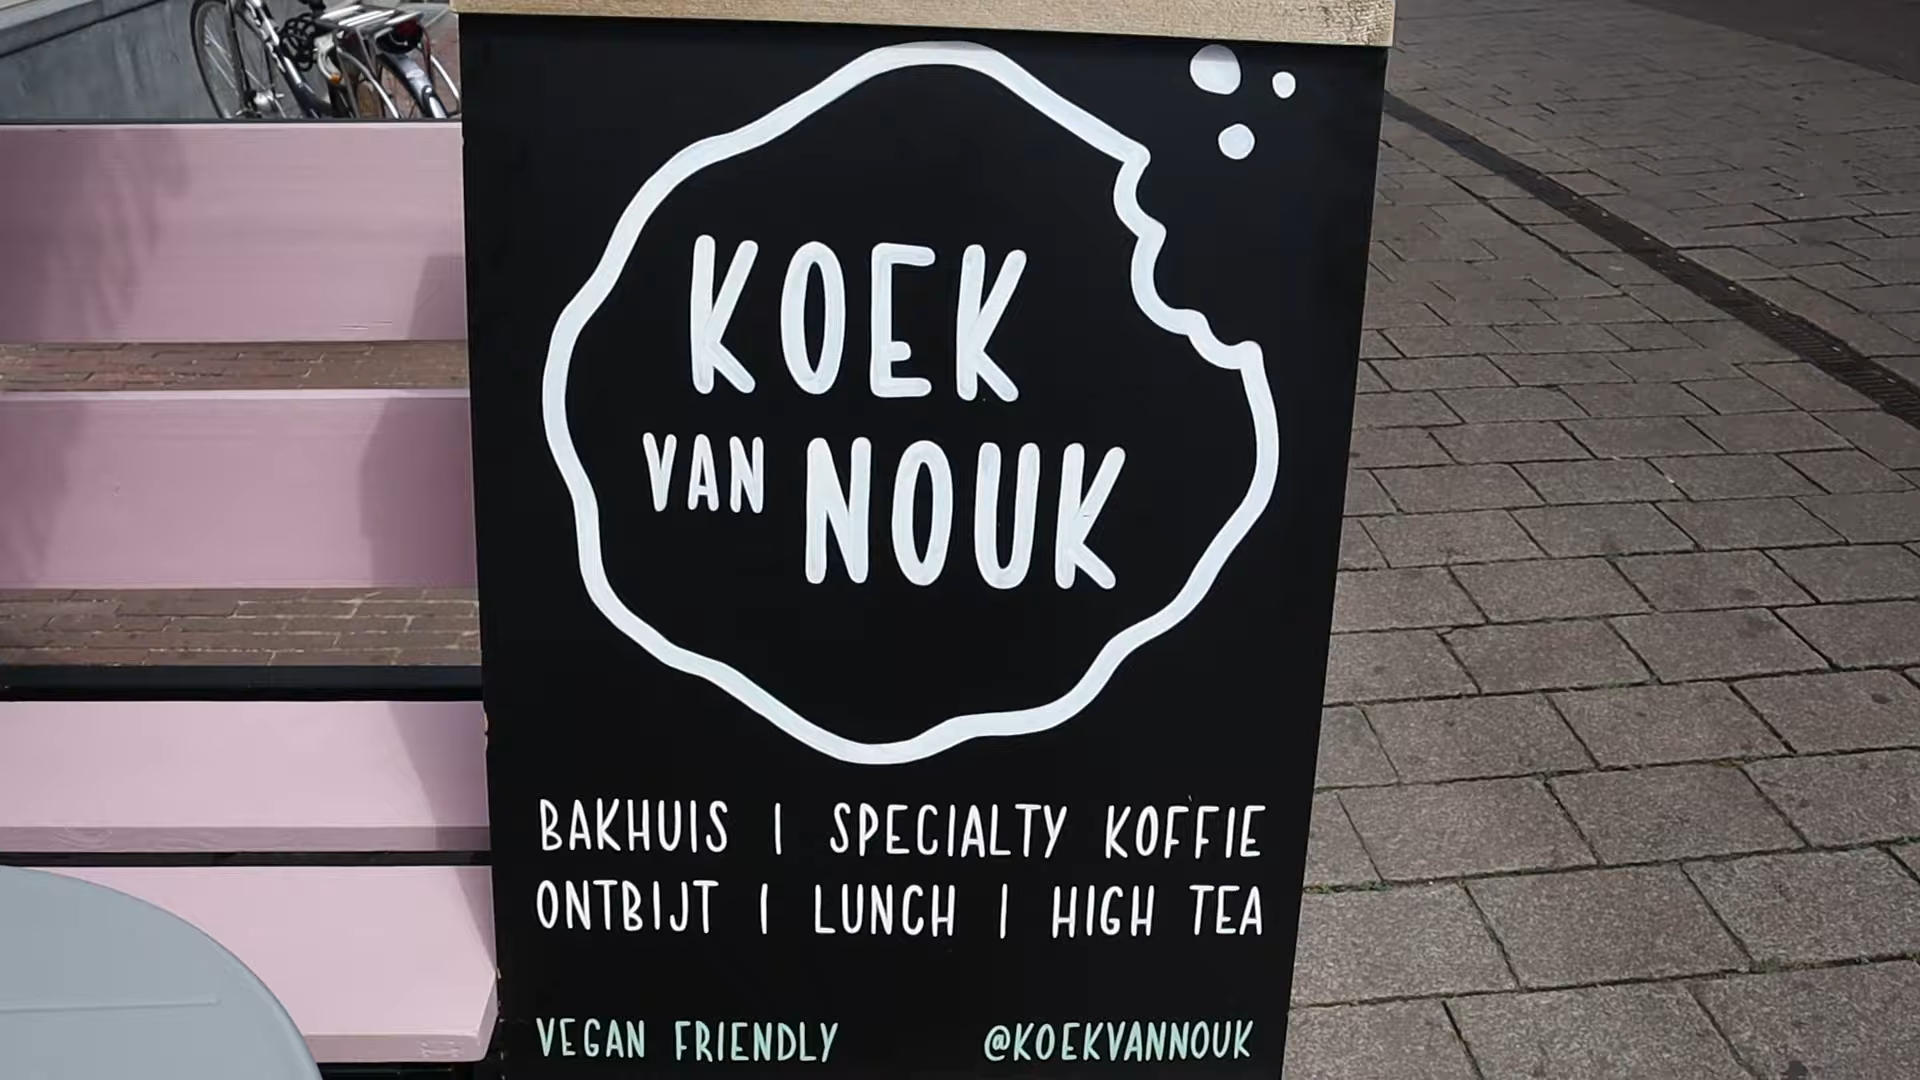 KOEK
VAN NOUK
BAKHUIS | SPECIALTY KOFFIE
ONTBIJT | LUNCH | HIGH TEA
VEGAN FRIENDLY @KOEKVANNOUK